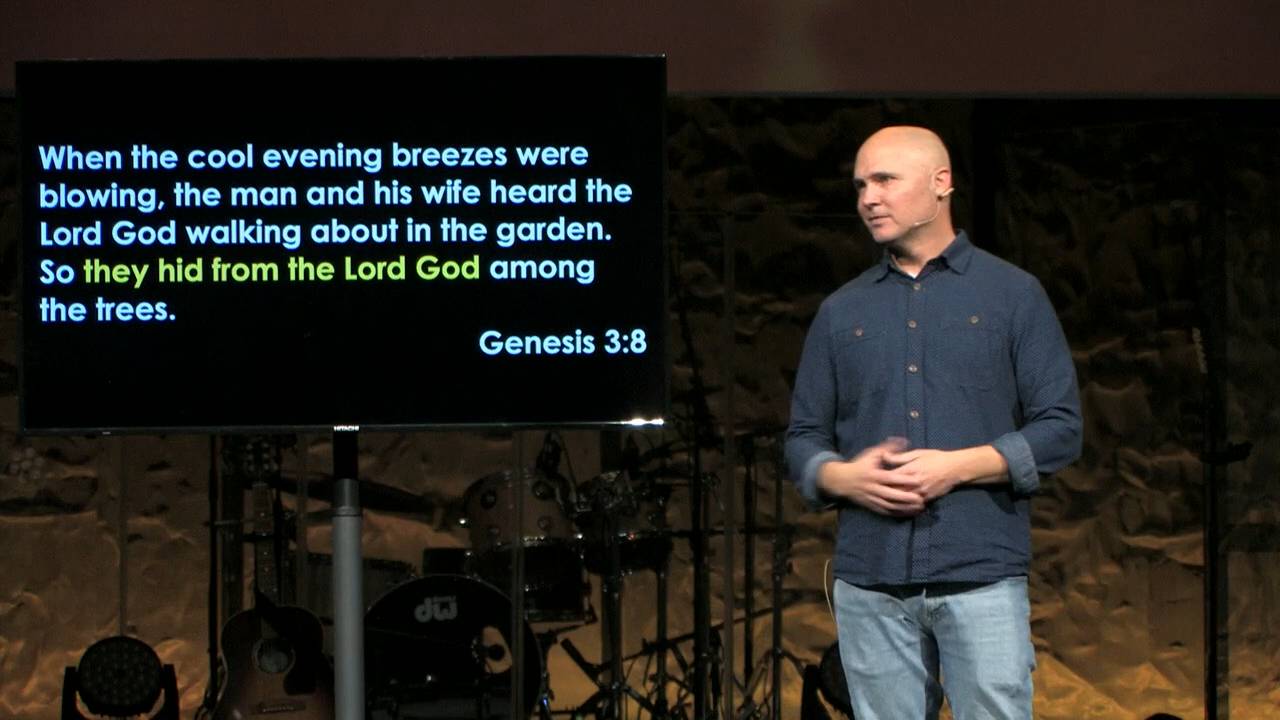 When the cool evening breezes were
blowing, the man and his wife heard the
Lord God walking about in the garden.
So they hid from the Lord God among
the trees.
Genesis 3:8
HITACHI
dw